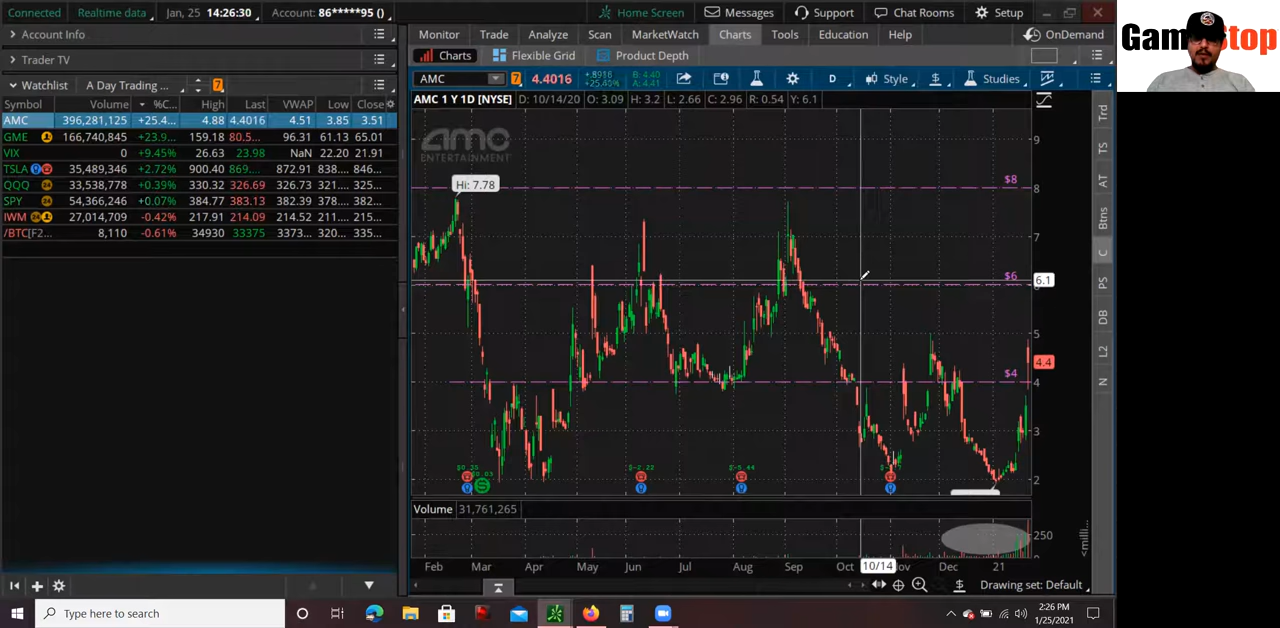 Connected Realtime data Jan, 25 14:26:30 Account: 86*****95 () Home Screen Messages Support Chat Rooms Setup
Account Info
Trader TV
Watchlist A Day Trading ... 7
Symbol Volume %C... High Last VWAP Low Close
AMC 396,281,125 +25.4... 4.88 4.4016 4.51 3.85 3.51
GME 166,740,845 +23.9... 159.18 80.5... 96.31 61.13 65.01
VIX 0 +9.45% 26.63 23.98 NaN 22.20 21.91
TSLA 35,489,346 +2.72% 900.40 869.... 872.91 838.... 846...
QQQ 33,538,778 +0.39% 330.32 326.69 326.73 321.... 325...
SPY 54,366,246 +0.07% 384.77 383.13 382.39 378.... 382...
IWM 27,014,709 -0.42% 217.91 214.09 214.52 211.... 215...
/BTC[F2... 8,110 -0.61% 34930 33375 3373... 320... 335...
Monitor Trade Analyze Scan MarketWatch Charts Tools Education Help OnDemand
Charts Flexible Grid Product Depth
AMC 7 4.4016 +.8916 +25.40% B: 4.40 A: 4.41 D Style Studies
AMC 1 Y 1D [NYSE] D: 10/14/20 O: 3.09 H: 3.2 L: 2.66 C: 2.96 R: 0.54 Y: 6.1
amc
ENTERTAINMENT
Hi: 7.78
$8
$6
$4
9
8
7
6.1
5
4.4
4
3
2
Volume 31,761,265
250
0
<milli...
Feb Mar Apr May Jun Jul Aug Sep Oct 10/14 Nov Dec 21
Drawing set: Default
Trd
TS
AT
Btns
C
PS
DB
L2
N
GameStop
Type here to search
2:26 PM
1/25/2021